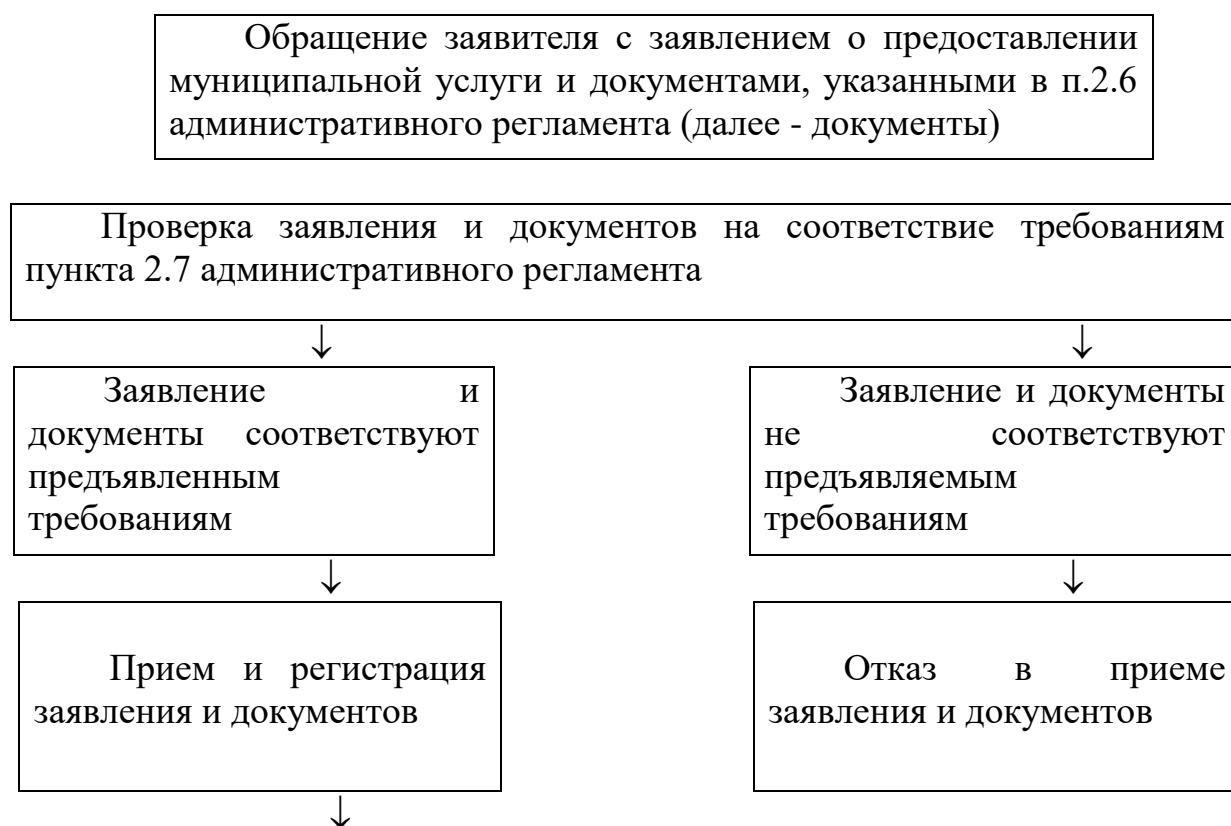 Обращение заявителя с заявлением о предоставлении
муниципальной услуги и документами, указанными в п.2.6
административного регламента (далее - документы)
Проверка заявления и документов на соответствие требованиям
пункта 2.7 административного регламента
↓ ↓
Заявление и
документы соответствуют
предъявленным
требованиям
Заявление и документы
не соответствуют
предъявляемым
требованиям
↓ ↓
Прием и регистрация
заявления и документов
Отказ в приеме
заявления и документов
↓